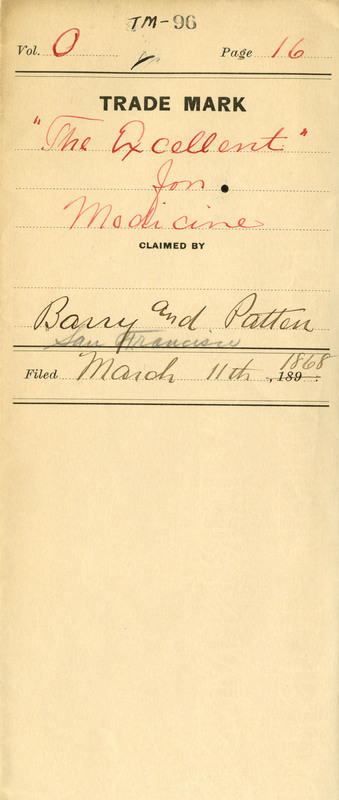 TM-96
Vol. O Page 16
TRADE MARK
"The Excellent"
for
Medicine
CLAIMED BY
Barry and Patten
San Francisco
Filed March 11th, 189 : 1868